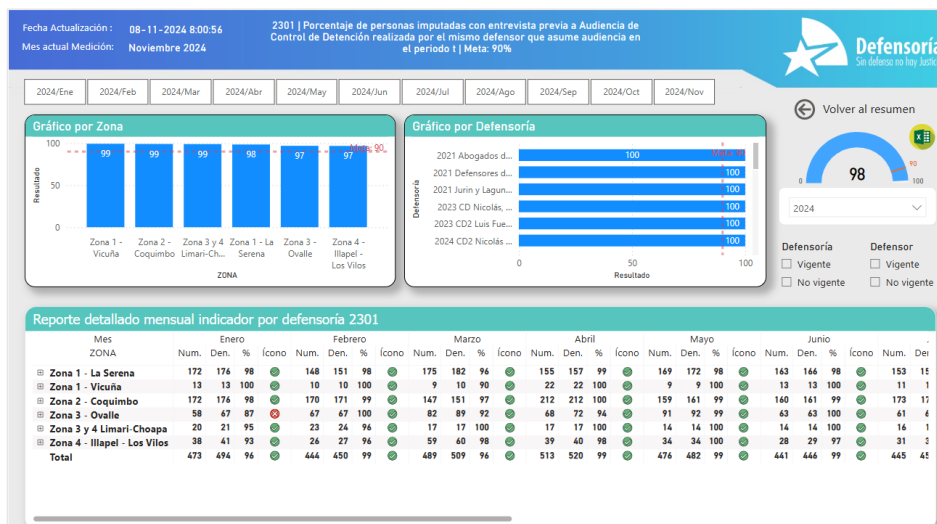 Fecha Actualización : 08-11-2024 8:00:56
Mes actual Medición: Noviembre 2024
2301 | Porcentaje de personas imputadas con entrevista previa a Audiencia de
Control de Detención realizada por el mismo defensor que asume audiencia en
el período t | Meta: 90%
Defensoría
Sin defensa no hay Justic
2024/Ene 2024/Feb 2024/Mar 2024/Abr 2024/May 2024/Jun 2024/Jul 2024/Ago 2024/Sep 2024/Oct 2024/Nov
Volver al resumen
Gráfico por Zona
Resultado
100
50
0
Meta: 90
99 99 99 98 97 97
Zona 1 - Vicuña
Zona 2 - Coquimbo
Zona 3 y 4 Limari-Ch...
Zona 1 - La Serena
Zona 3 - Ovalle
Zona 4 - Illapel - Los Vilos
ZONA
Gráfico por Defensoría
Defensoría
2021 Abogados d... 100
2021 Defensores d... 100
2021 Jurin y Lagun... 100
2023 CD Nicolás, ... 100
2023 CD2 Luis Fue... 100
2024 CD2 Nicolás ... 100
0 50 100
Resultado
98
0 90 100
2024
Defensoría Defensor
Vigente Vigente
No vigente No vigente
Reporte detallado mensual indicador por defensoría 2301
Mes Enero Febrero Marzo Abril Mayo Junio
ZONA Num. Den. % Ícono Num. Den. % Ícono Num. Den. % Ícono Num. Den. % Ícono Num. Den. % Ícono Num. Den. % Ícono Num. Der
Zona 1 - La Serena 172 176 98 148 151 98 175 182 96 155 157 99 169 172 98 163 166 98 153 15
Zona 1 - Vicuña 13 13 100 10 10 100 9 10 90 22 22 100 9 9 100 13 13 100 11 1
Zona 2 - Coquimbo 172 176 98 170 171 99 147 151 97 212 212 100 159 161 99 160 161 99 173 17
Zona 3 - Ovalle 58 67 87 67 67 100 82 89 92 68 72 94 91 92 99 63 63 100 61 6
Zona 3 y 4 Limari-Choapa 20 21 95 23 24 96 17 17 100 17 17 100 14 14 100 14 14 100 16 1
Zona 4 - Illapel - Los Vilos 38 41 93 26 27 96 59 60 98 39 40 98 34 34 100 28 29 97 31 3
Total 473 494 96 444 450 99 489 509 96 513 520 99 476 482 99 441 446 99 445 45